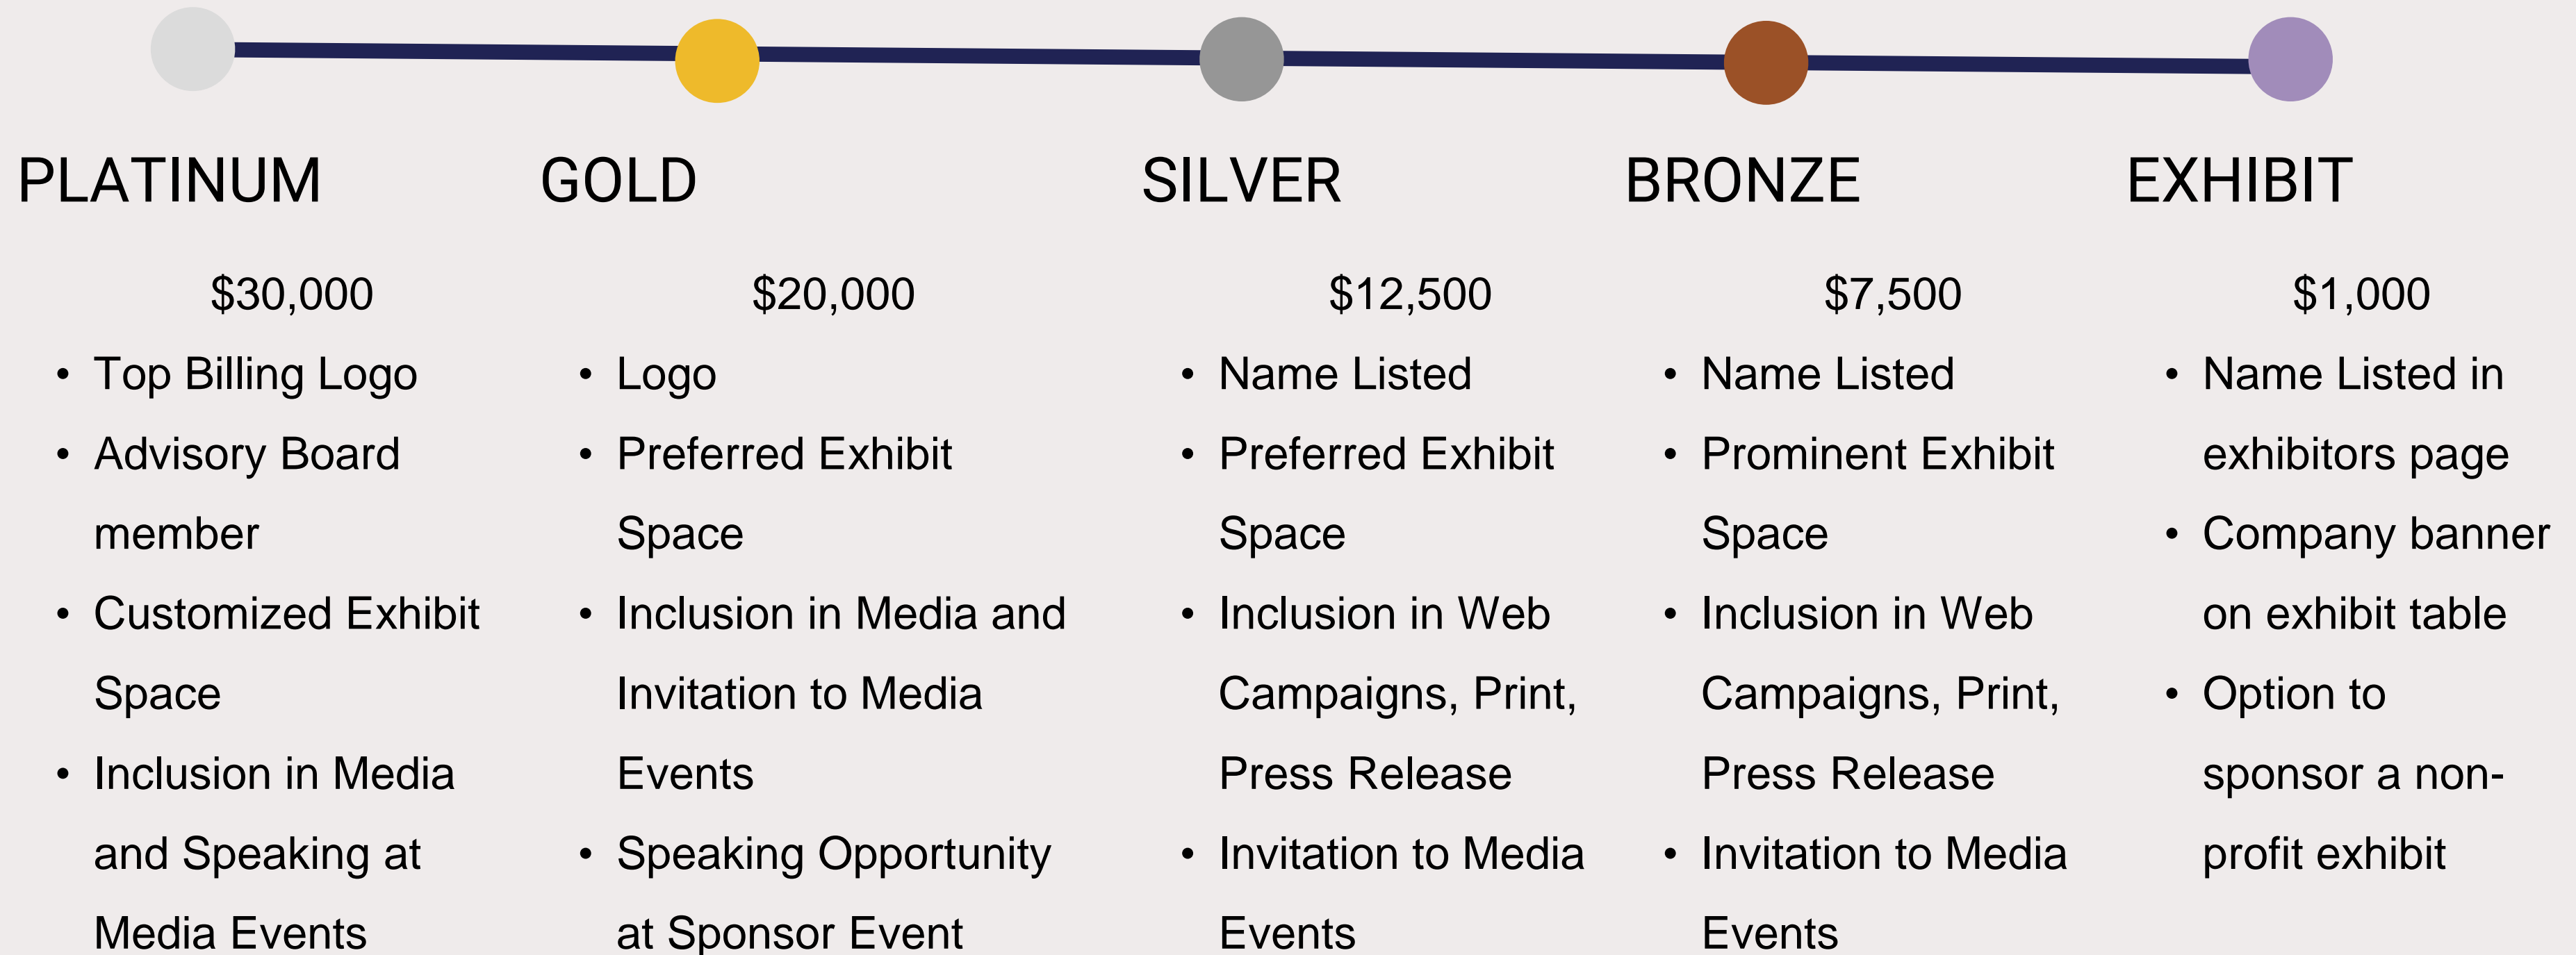 PLATINUM
$30,000
• Top Billing Logo
• Advisory Board
member
• Customized Exhibit
Space
• Inclusion in Media
and Speaking at
Media Events
GOLD
$20,000
• Logo
• Preferred Exhibit
Space
• Inclusion in Media and
Invitation to Media
Events
• Speaking Opportunity
at Sponsor Event
SILVER
$12,500
• Name Listed
• Preferred Exhibit
Space
• Inclusion in Web
Campaigns, Print,
Press Release
• Invitation to Media
Events
BRONZE
$7,500
• Name Listed
• Prominent Exhibit
Space
• Inclusion in Web
Campaigns, Print,
Press Release
• Invitation to Media
Events
EXHIBIT
$1,000
• Name Listed in
exhibitors page
• Company banner
on exhibit table
• Option to
sponsor a non-
profit exhibit